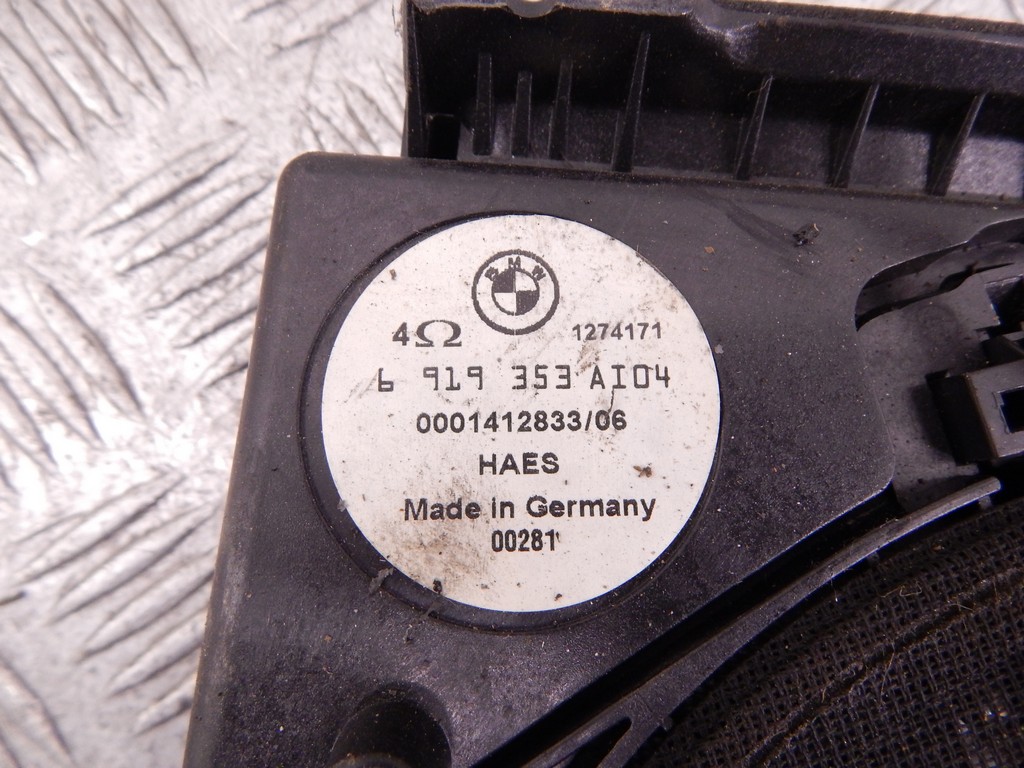 BMW
4Ω 1274171
6 919 353 AI04
0001412833/06
HAES
Made in Germany
00281